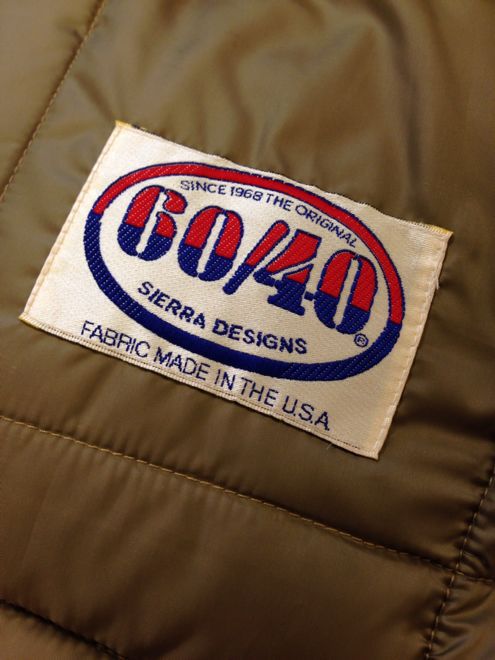 SINCE 1968 THE ORIGINAL
60/40
SIERRA DESIGNS
®
FABRIC MADE IN THE U.S.A